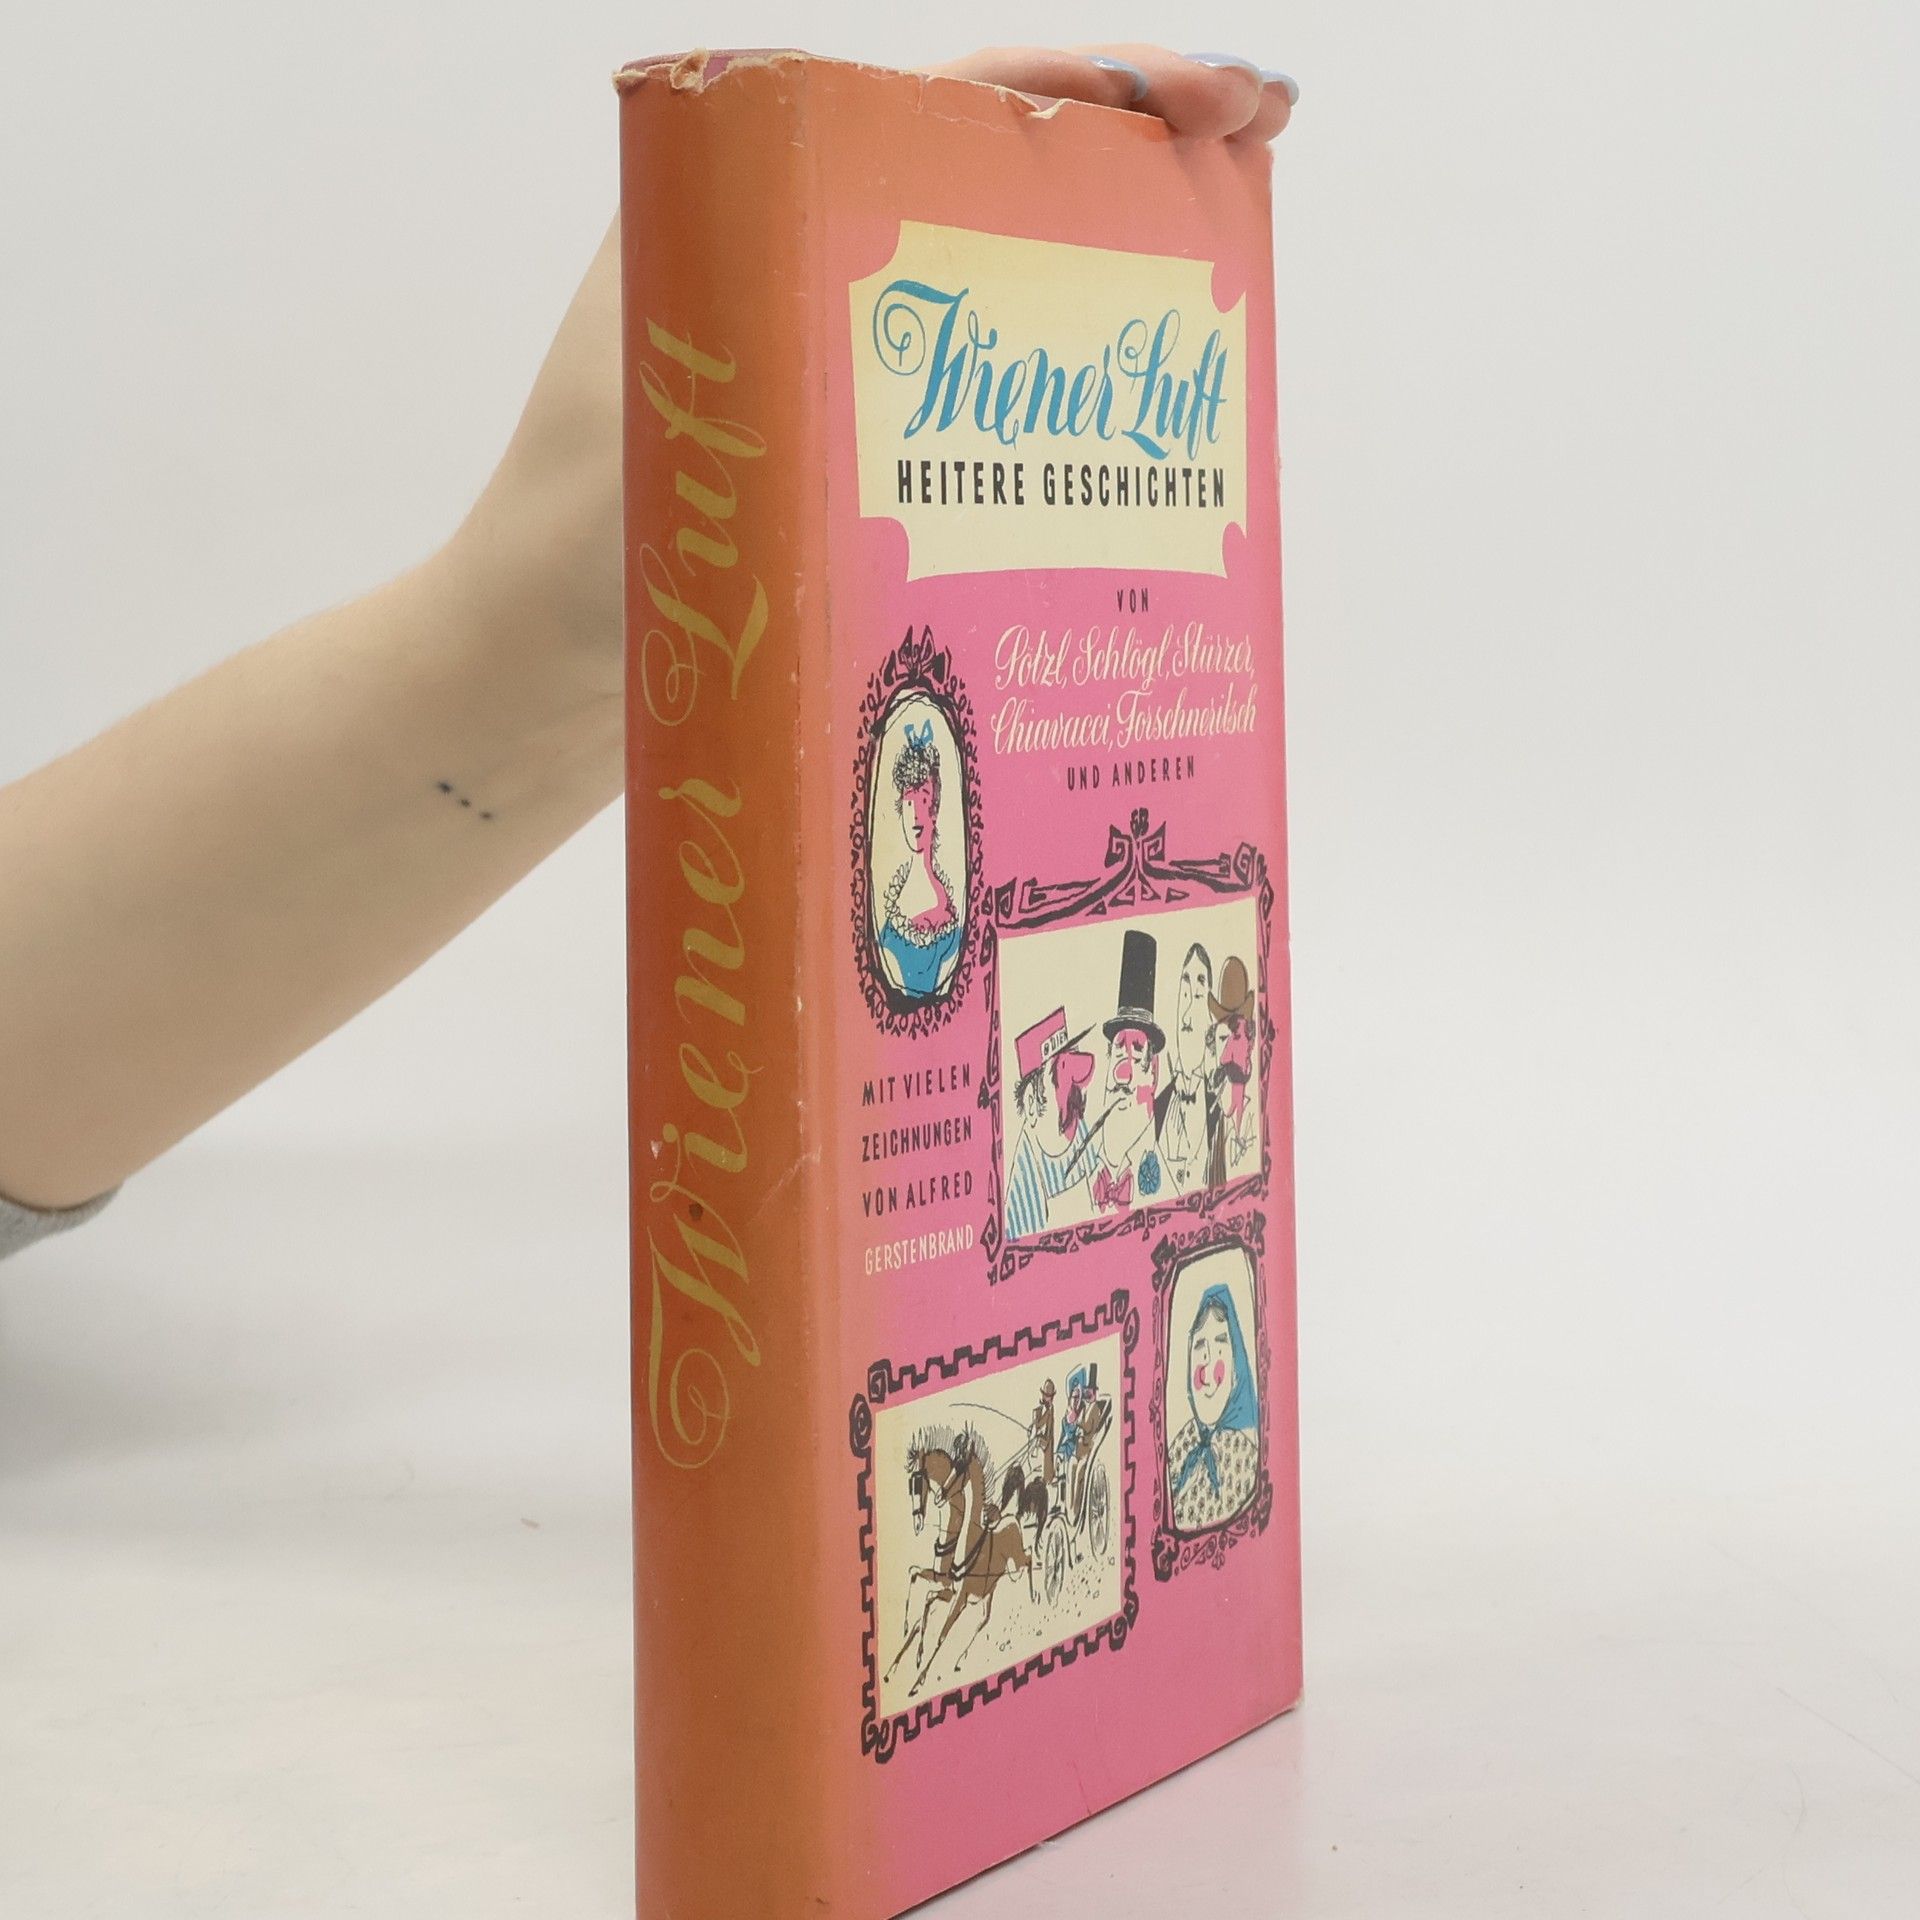 Wiener Luft
Wiener Luft
HEITERE GESCHICHTEN
VON
Pötzl, Schlögl, Stürzer,
Chiavacci, Forschneritsch
UND ANDEREN
MIT VIELEN
ZEICHNUNGEN
VON ALFRED
GERSTENBRAND